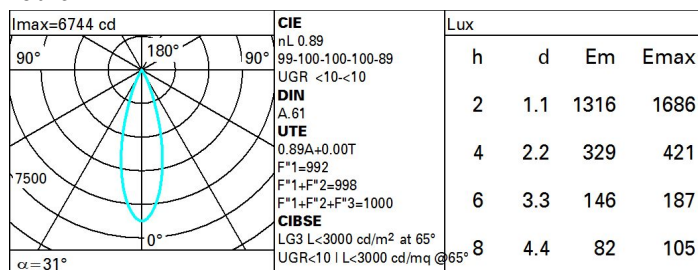 Imax=6744 cd
90°
180°
90°
7500
0°
α=31°
CIE
nL 0.89
99-100-100-100-89
UGR <10-<10
DIN
A.61
UTE
0.89A+0.00T
F"1=992
F"1+F"2=998
F"1+F"2+F"3=1000
CIBSE
LG3 L<3000 cd/m² at 65°
UGR<10 | L<3000 cd/mq @65°
Lux
h d Em Emax
2 1.1 1316 1686
4 2.2 329 421
6 3.3 146 187
8 4.4 82 105